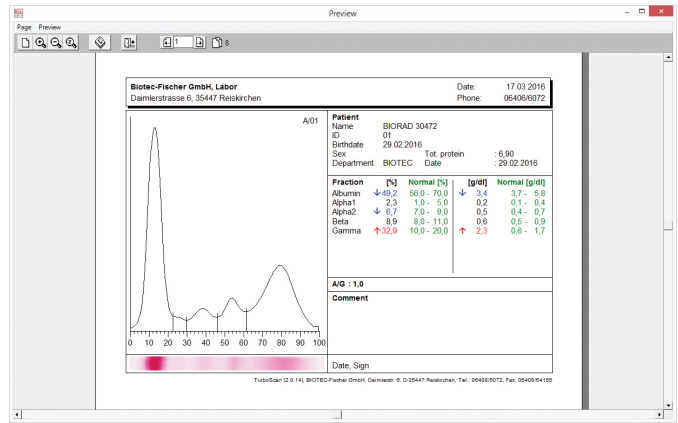 Preview
Page Preview
1 8
Biotec-Fischer GmbH, Labor Date: 17.03.2016
Daimlerstrasse 6, 35447 Reiskirchen Phone: 06406/6072
A/01
Patient
Name BIORAD 30472
ID 01
Birthdate 29.02.2016
Sex Tot. protein : 6,90
Department BIOTEC Date : 29.02.2016
Fraction [%] Normal [%] [g/dl] Normal [g/dl]
Albumin ↓ 49,2 56,0 - 70,0 ↓ 3,4 3,7 - 5,8
Alpha1 2,3 1,0 - 5,0 0,2 0,1 - 0,4
Alpha2 ↓ 6,7 7,0 - 9,0 0,5 0,4 - 0,7
Beta 8,9 8,0 - 11,0 0,6 0,5 - 0,9
Gamma ↑ 32,9 10,0 - 20,0 ↑ 2,3 0,6 - 1,7
A/G : 1,0
Comment
0 10 20 30 40 50 60 70 80 90 100
Date, Sign
TurboScan (2.0.14), BIOTEC-Fischer GmbH, Daimlerstr. 6, D-35447 Reiskirchen, Tel.: 06408/6072, Fax: 06408/64165